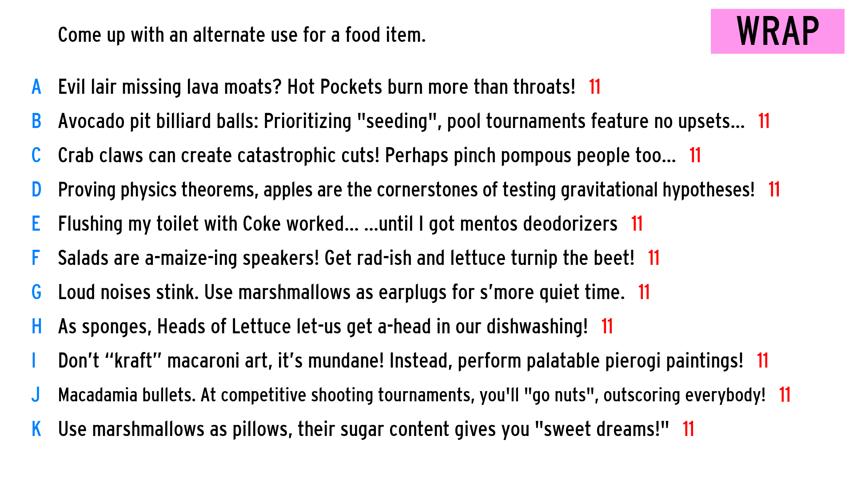 Come up with an alternate use for a food item.
WRAP
A Evil lair missing lava moats? Hot Pockets burn more than throats! 11
B Avocado pit billiard balls: Prioritizing "seeding", pool tournaments feature no upsets... 11
C Crab claws can create catastrophic cuts! Perhaps pinch pompous people too... 11
D Proving physics theorems, apples are the cornerstones of testing gravitational hypotheses! 11
E Flushing my toilet with Coke worked... ...until I got mentos deodorizers 11
F Salads are a-maize-ing speakers! Get rad-ish and lettuce turnip the beet! 11
G Loud noises stink. Use marshmallows as earplugs for s’more quiet time. 11
H As sponges, Heads of Lettuce let-us get a-head in our dishwashing! 11
I Don’t “kraft” macaroni art, it’s mundane! Instead, perform palatable pierogi paintings! 11
J Macadamia bullets. At competitive shooting tournaments, you'll "go nuts", outscoring everybody! 11
K Use marshmallows as pillows, their sugar content gives you "sweet dreams!" 11